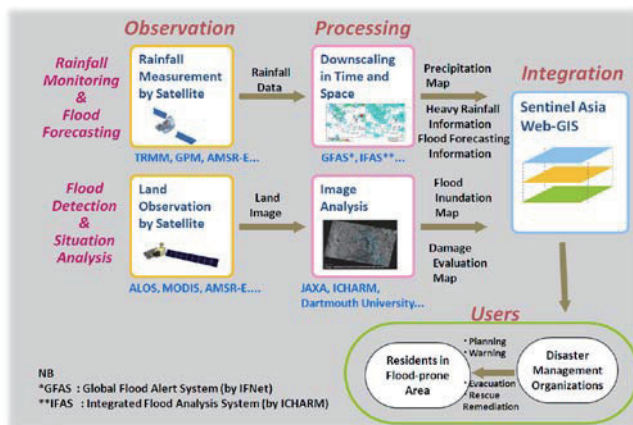 Observation
Processing
Integration
Rainfall
Monitoring
&
Flood
Forecasting
Rainfall
Measurement
by Satellite
TRMM, GPM, AMSR-E...
Rainfall
Data
Downscaling
in Time and
Space
GFAS*, IFAS**...
Precipitation
Map
Heavy Rainfall
Information
Flood Forecasting
Information
Sentinel Asia
Web-GIS
Flood
Detection
&
Situation
Analysis
Land
Observation
by Satellite
ALOS, MODIS, AMSR-E....
Land
Image
Image
Analysis
JAXA, ICHARM,
Dartmouth University...
Flood
Inundation
Map
Damage
Evaluation
Map
Users
Residents in
Flood-prone
Area
· Planning
· Warning
· Evacuation
· Rescue
Remediation
Disaster
Management
Organizations
NB
*GFAS : Global Flood Alert System (by IFNet)
**IFAS : Integrated Flood Analysis System (by ICHARM)